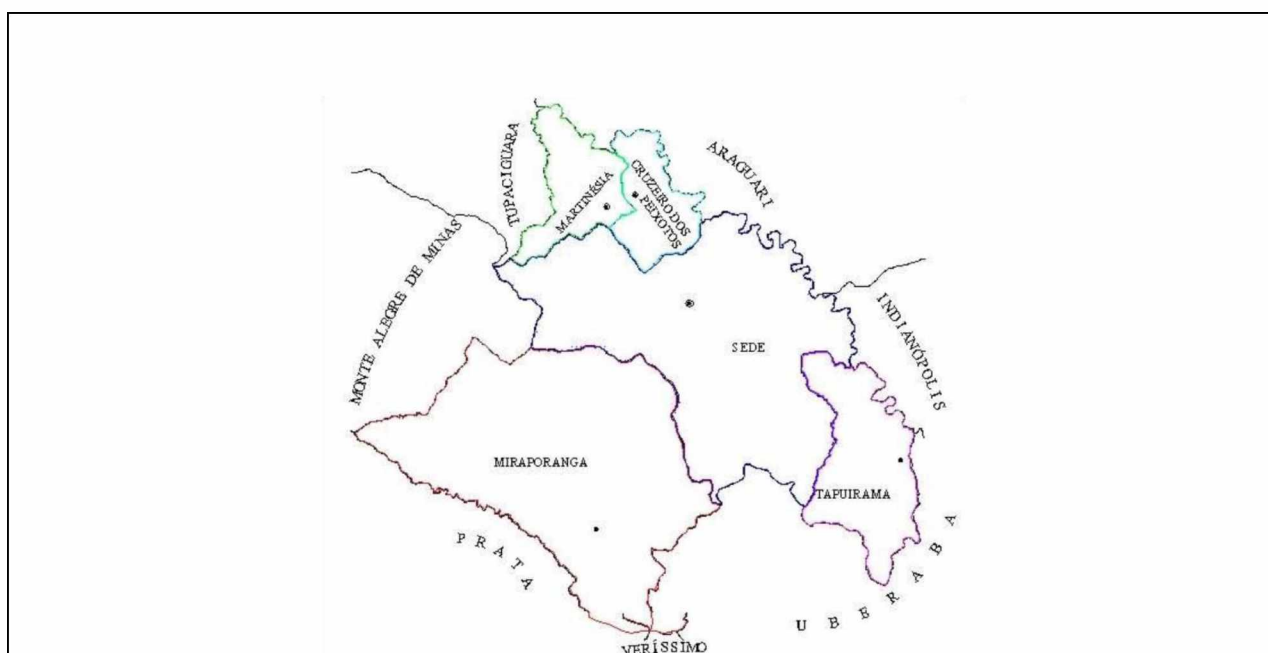 TUPACIGUARA
ARAGUARI
MARTINÉSIA
CRUZEIRO DOS
PEIXOTOS
MONTE ALEGRE DE MINAS
INDIANÓPOLIS
SEDE
MIRAPORANGA
TAPUIRAMA
PRATA
UBERABA
VERÍSSIMO